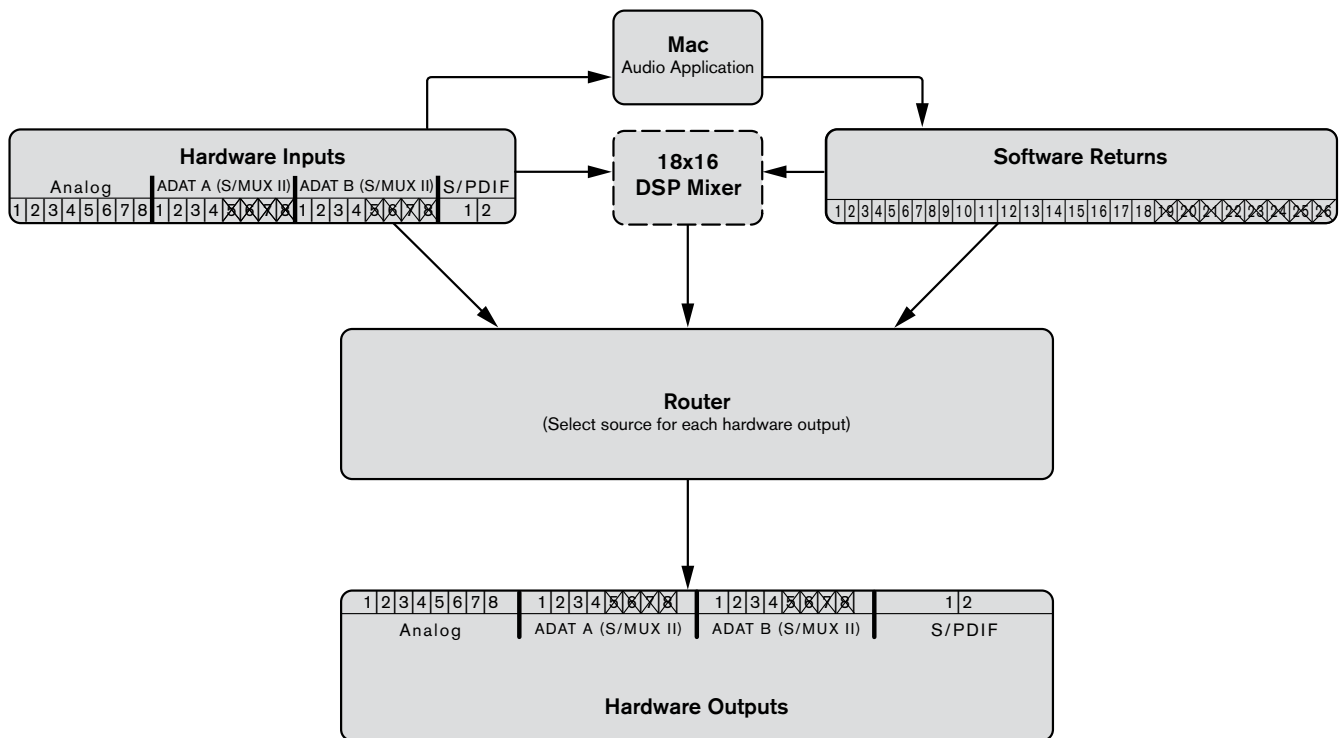 Mac
Audio Application
Hardware Inputs
Analog ADAT A (S/MUX II) ADAT B (S/MUX II) S/PDIF
1 2 3 4 5 6 7 8 1 2 3 4 5 6 7 8 1 2 3 4 5 6 7 8 1 2
18x16
DSP Mixer
Software Returns
1 2 3 4 5 6 7 8 9 10 11 12 13 14 15 16 17 18 19 20 21 22 23 24 25 26
Router
(Select source for each hardware output)
1 2 3 4 5 6 7 8 1 2 3 4 5 6 7 8 1 2 3 4 5 6 7 8 1 2
Analog ADAT A (S/MUX II) ADAT B (S/MUX II) S/PDIF
Hardware Outputs